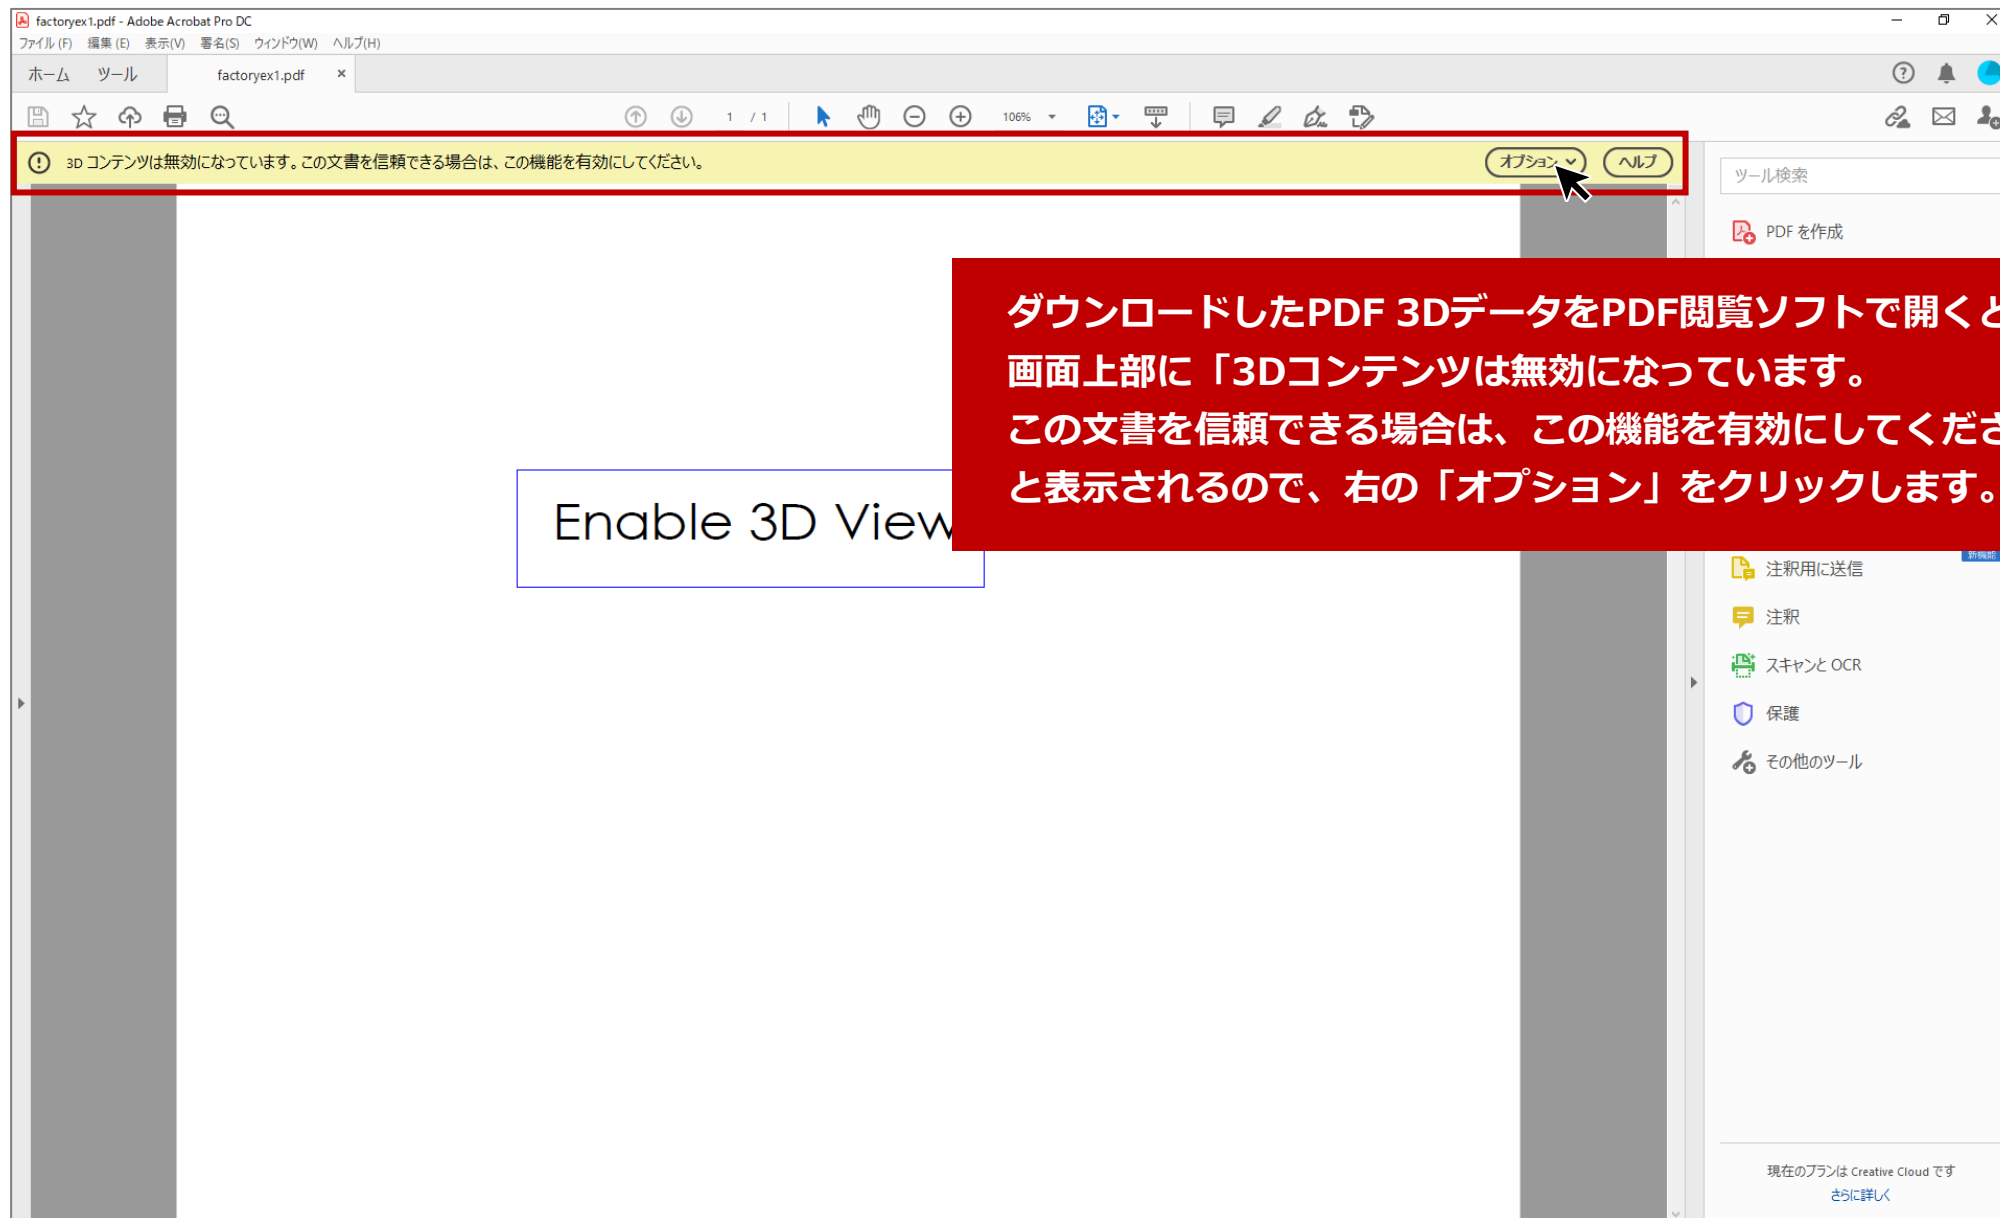 factoryex1.pdf - Adobe Acrobat Pro DC
ファイル(F) 編集(E) 表示(V) 署名(S) ウィンドウ(W) ヘルプ(H)
ホーム ツール factoryex1.pdf ×
1 / 1 106%
3D コンテンツは無効になっています。この文書を信頼できる場合は、この機能を有効にしてください。 オプション ヘルプ
ツール検索
PDF を作成
ダウンロードしたPDF 3DデータをPDF閲覧ソフトで開くと
画面上部に「3Dコンテンツは無効になっています。
この文書を信頼できる場合は、この機能を有効にしてくださ
と表示されるので、右の「オプション」をクリックします。
Enable 3D View
新機能
注釈用に送信
注釈
スキャンと OCR
保護
その他のツール
現在のプランは Creative Cloud です
さらに詳しく